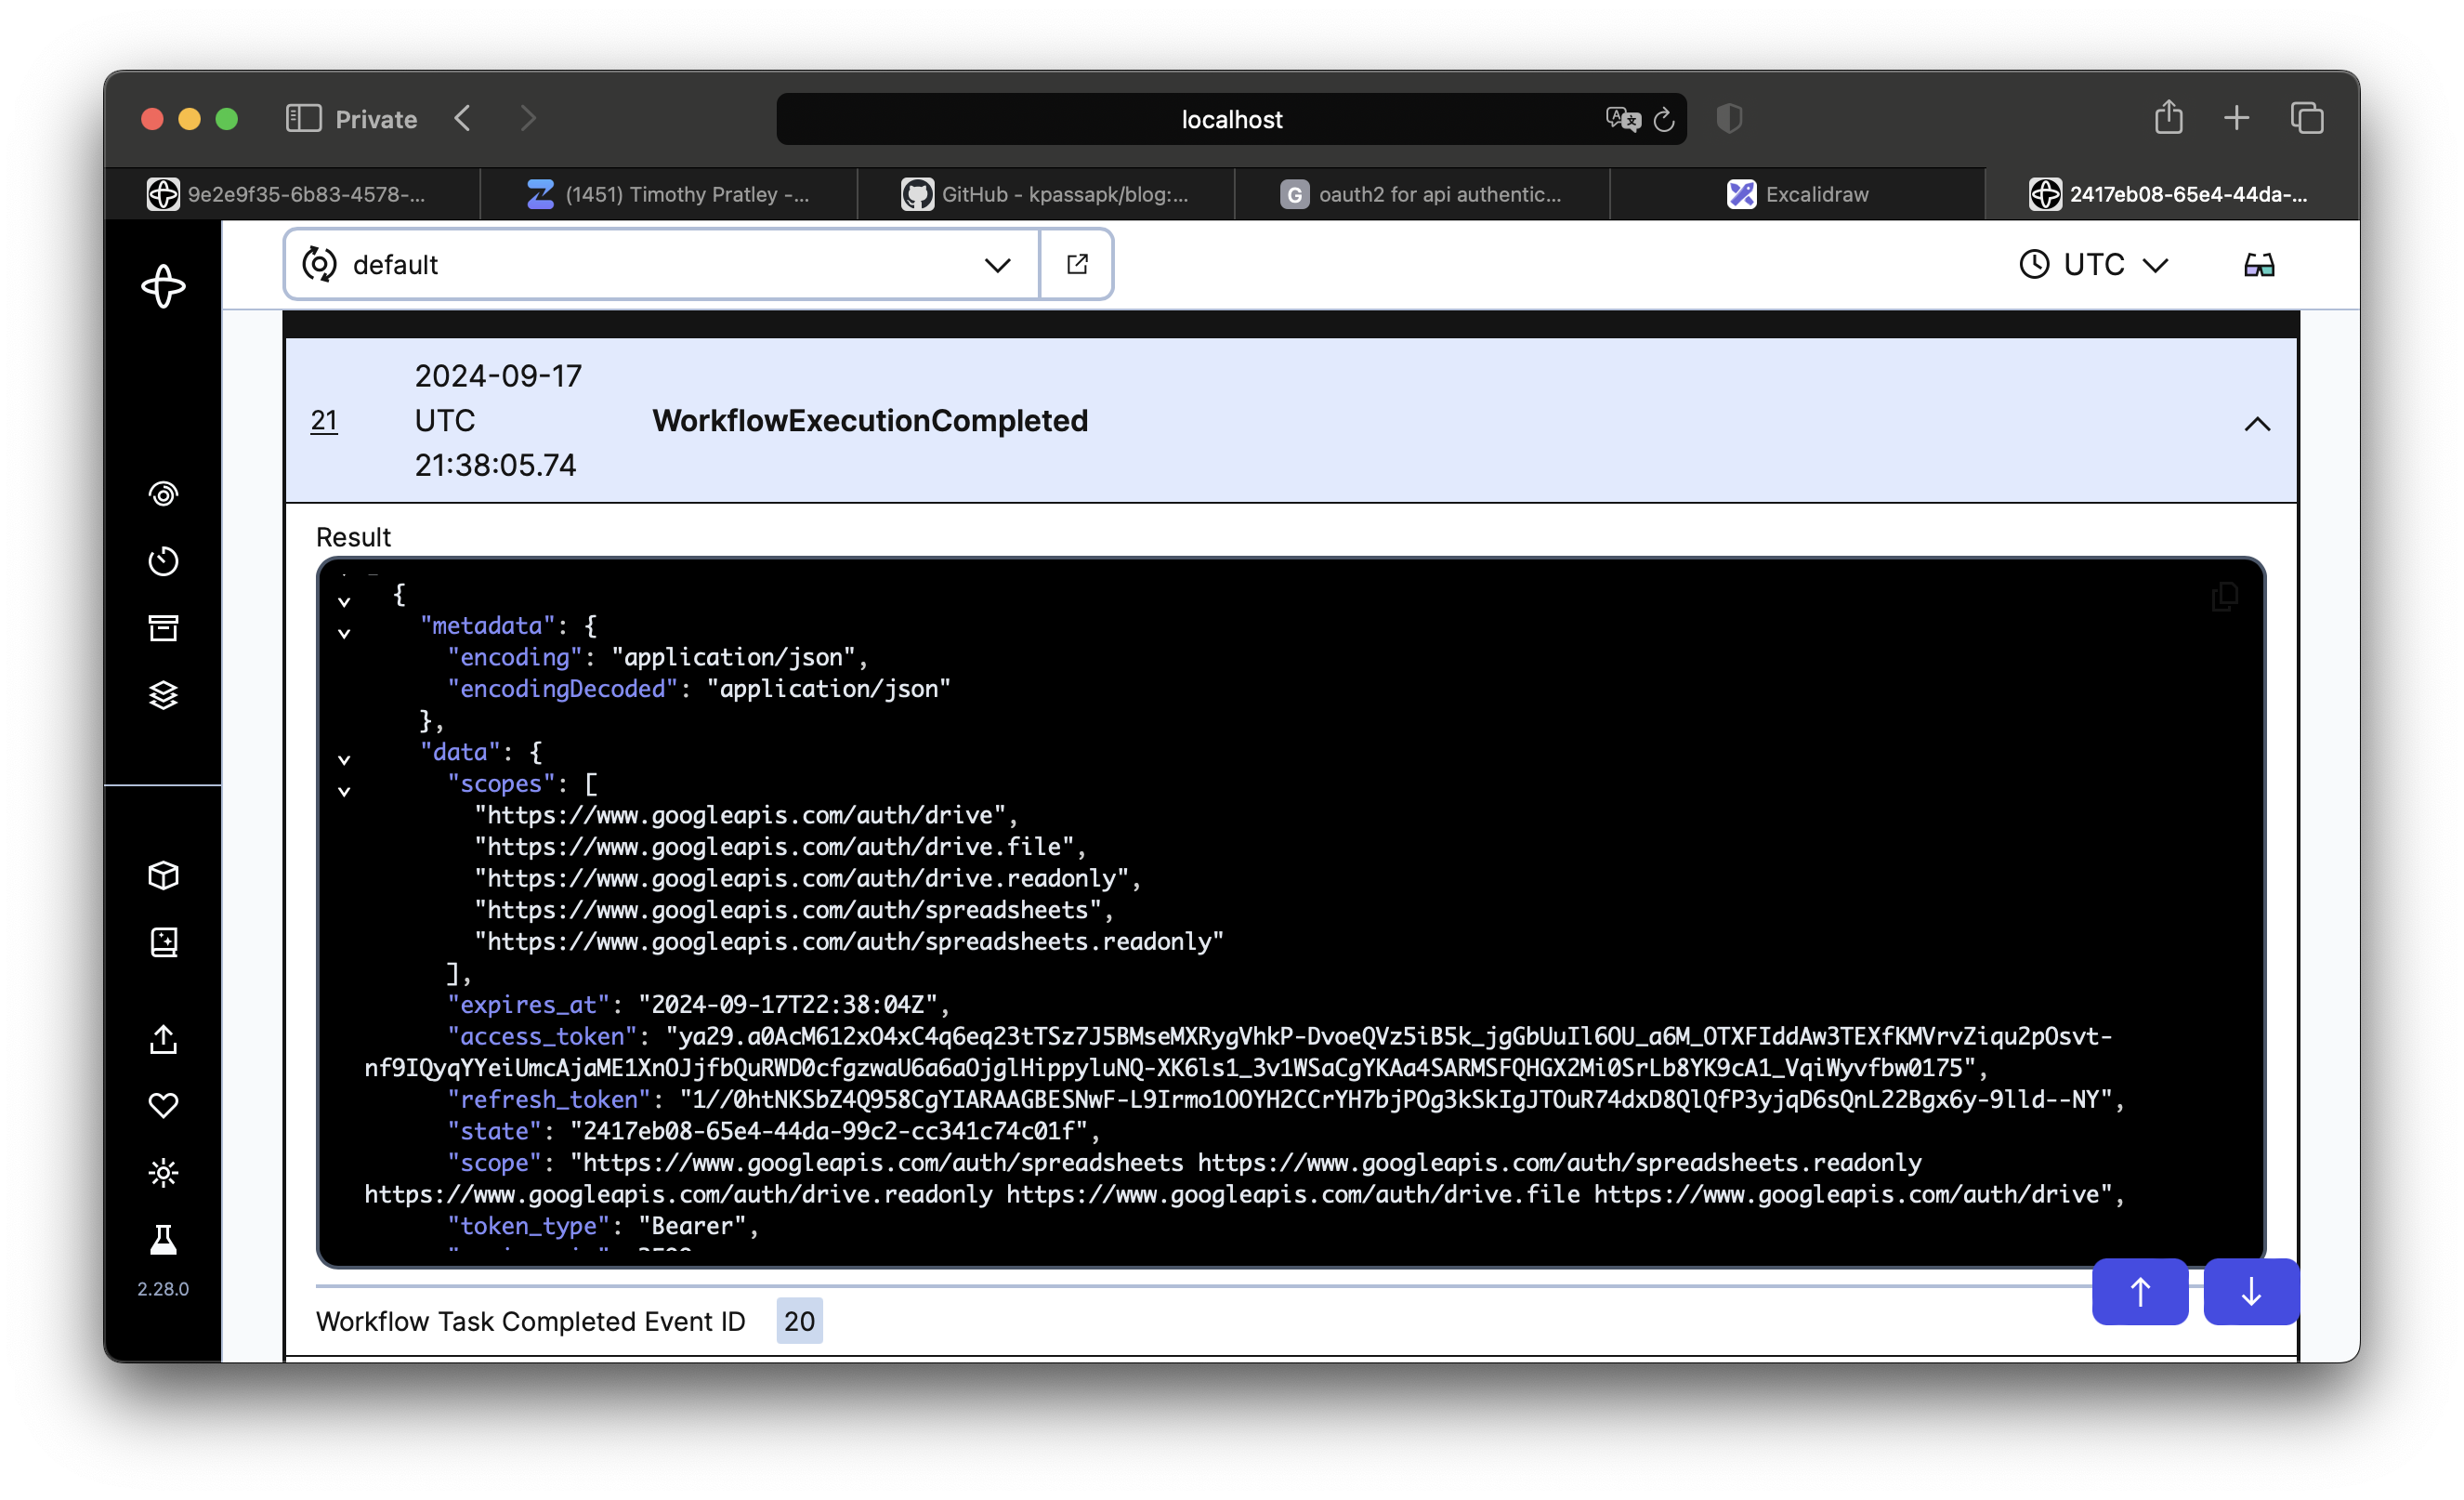 Private
localhost
9e2e9f35-6b83-4578-...
(1451) Timothy Pratley -...
GitHub - kpassapk/blog:...
G oauth2 for api authentic...
Excalidraw
2417eb08-65e4-44da-...
default
UTC
21
2024-09-17
UTC
21:38:05.74
WorkflowExecutionCompleted
Result
{
"metadata": {
"encoding": "application/json",
"encodingDecoded": "application/json"
},
"data": {
"scopes": [
"https://www.googleapis.com/auth/drive",
"https://www.googleapis.com/auth/drive.file",
"https://www.googleapis.com/auth/drive.readonly",
"https://www.googleapis.com/auth/spreadsheets",
"https://www.googleapis.com/auth/spreadsheets.readonly"
],
"expires_at": "2024-09-17T22:38:04Z",
"access_token": "ya29.a0AcM612xO4xC4q6eq23tTSz7J5BMseMXRygVhkP-DvoeQVz5iB5k_jgGbUuIl6OU_a6M_OTXFIddAw3TEXfKMVrvZiqu2pOsvt-
nf9IQyqYYeiUmcAjaME1XnOJjfbQuRWD0cfgzwaU6a6aOjglHippyluNQ-XK6ls1_3v1WSaCgYKAa4SARMSFQHGX2Mi0SrLb8YK9cA1_VqiWyvfbw0175",
"refresh_token": "1//0htNKSbZ4Q958CgYIARAAGBESNwF-L9Irmo1OOYH2CCrYH7bjPOg3kSkIgJTOuR74dxD8QlQfP3yjqD6sQnL22Bgx6y-9lld--NY",
"state": "2417eb08-65e4-44da-99c2-cc341c74c01f",
"scope": "https://www.googleapis.com/auth/spreadsheets https://www.googleapis.com/auth/spreadsheets.readonly
https://www.googleapis.com/auth/drive.readonly https://www.googleapis.com/auth/drive.file https://www.googleapis.com/auth/drive",
"token_type": "Bearer",
2.28.0
Workflow Task Completed Event ID 20